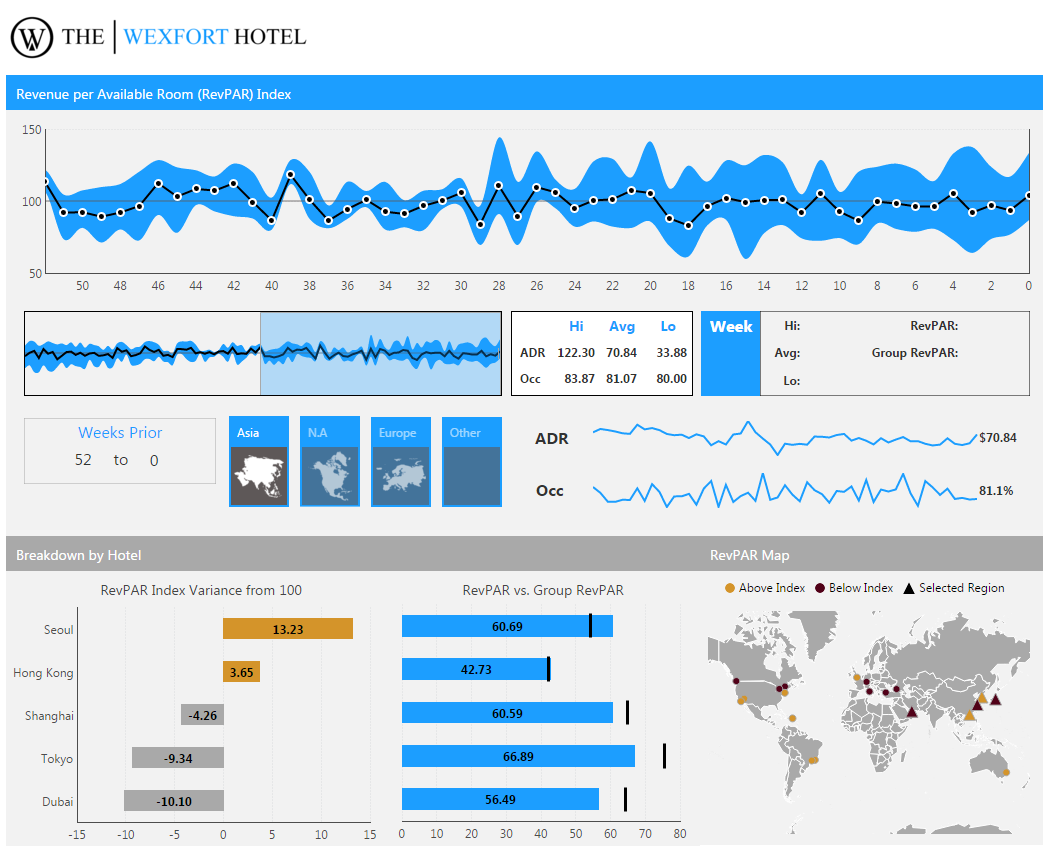 W THE | WEXFORT HOTEL
Revenue per Available Room (RevPAR) Index
150
100
50
50 48 46 44 42 40 38 36 34 32 30 28 26 24 22 20 18 16 14 12 10 8 6 4 2 0
Hi Avg Lo
ADR 122.30 70.84 33.88
Occ 83.87 81.07 80.00
Week
Hi: RevPAR:
Avg: Group RevPAR:
Lo:
Weeks Prior
52 to 0
Asia N.A Europe Other
ADR $70.84
Occ 81.1%
Breakdown by Hotel
RevPAR Map
RevPAR Index Variance from 100
Seoul 13.23
Hong Kong 3.65
Shanghai -4.26
Tokyo -9.34
Dubai -10.10
-15 -10 -5 0 5 10 15
RevPAR vs. Group RevPAR
60.69
42.73
60.59
66.89
56.49
0 10 20 30 40 50 60 70 80
Above Index Below Index Selected Region